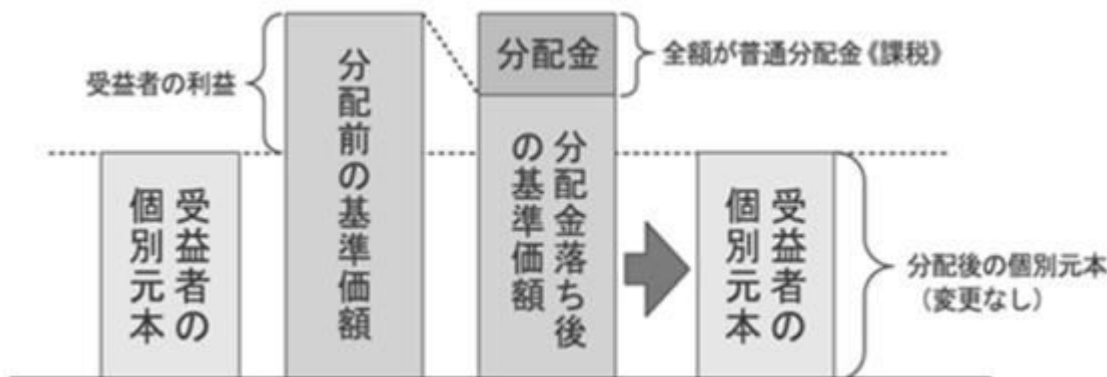 受益者の利益
受益者の
個別元本
分配前の基準価額
分配金
全額が普通分配金《課税》
分配金落ち後
の基準価額
受益者の
個別元本
分配後の個別元本
（変更なし）